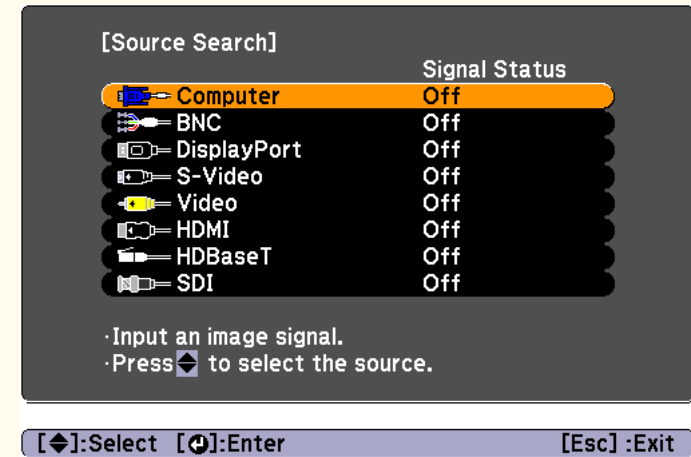 [Source Search]
Signal Status
Computer Off
BNC Off
DisplayPort Off
S-Video Off
Video Off
HDMI Off
HDBaseT Off
SDI Off
·Input an image signal.
·Press to select the source.
[◆]:Select [↵]:Enter [Esc] :Exit